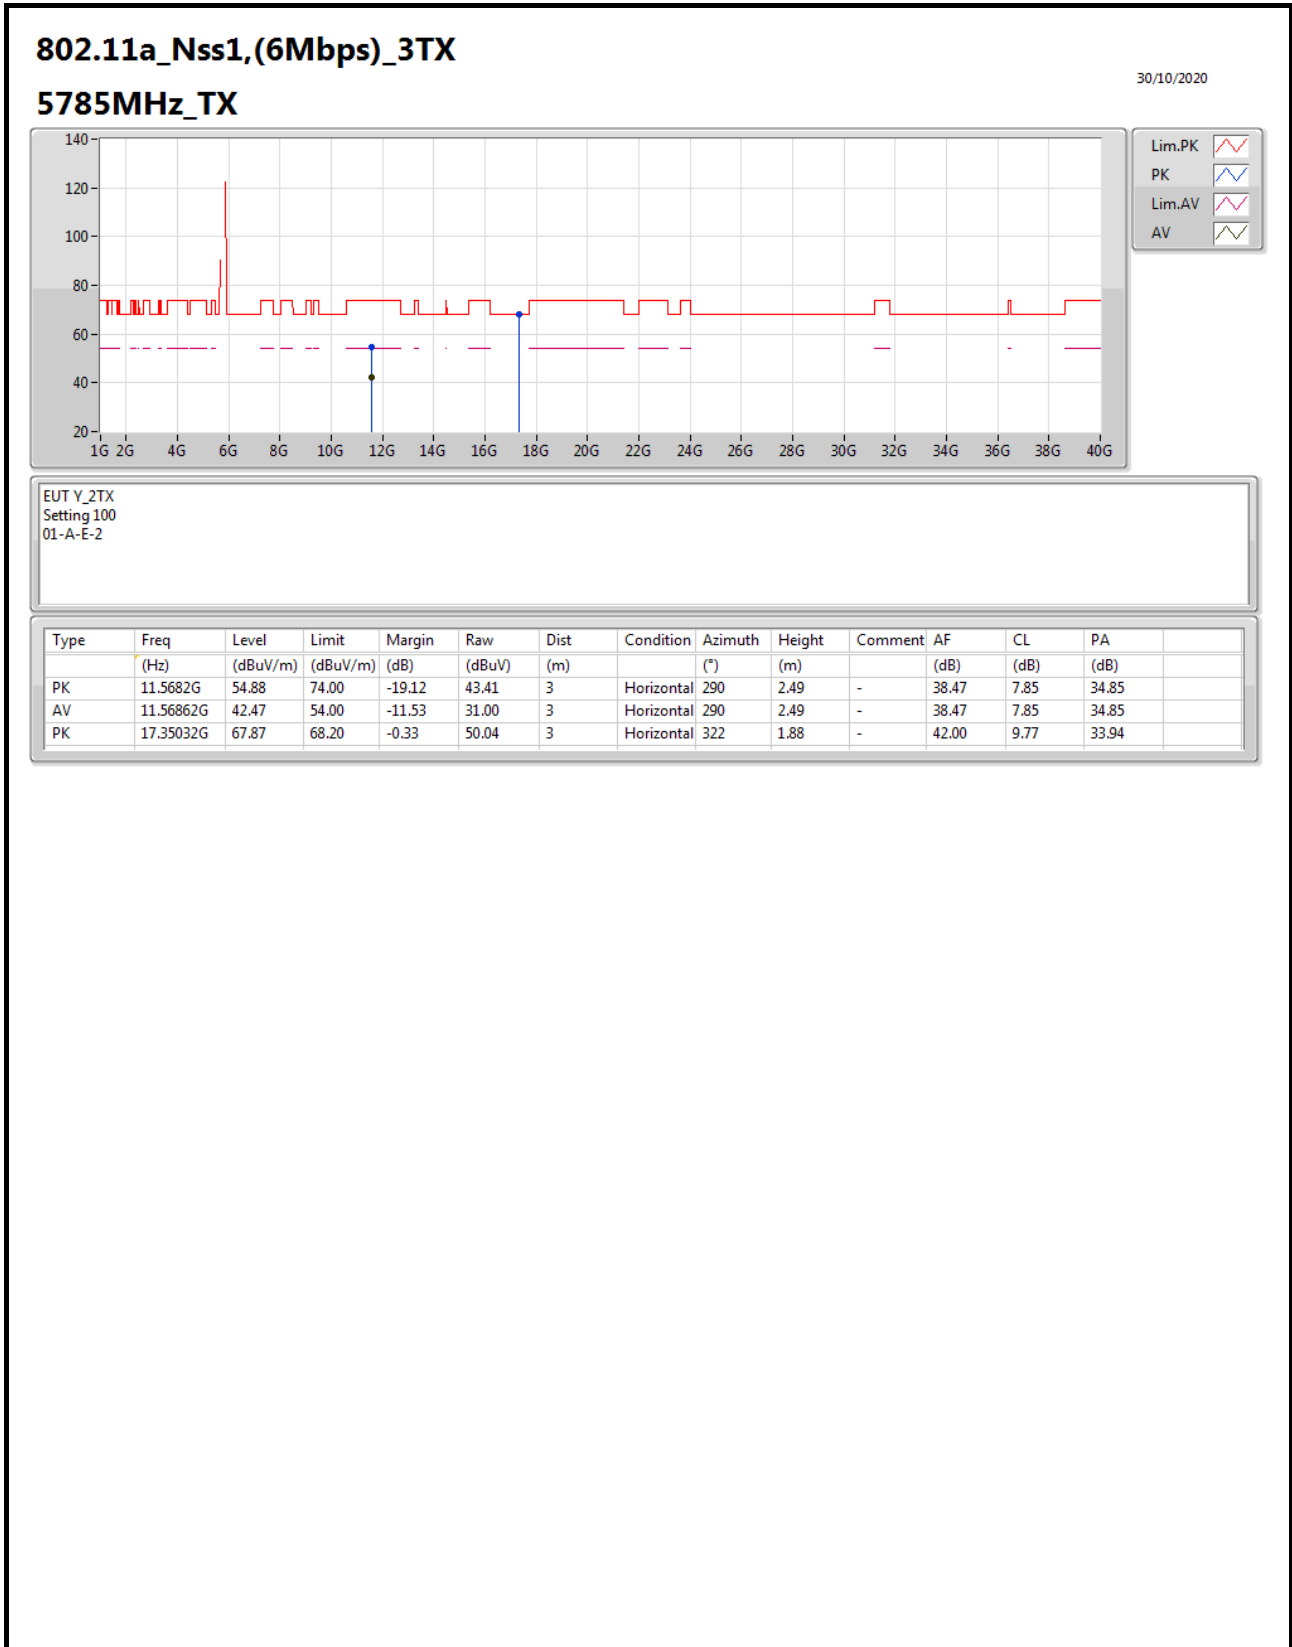 802.11a_Nss1,(6Mbps)_3TX
30/10/2020
5785MHz_TX
140
120
100
80
60
40
20
1G 2G 4G 6G 8G 10G 12G 14G 16G 18G 20G 22G 24G 26G 28G 30G 32G 34G 36G 38G 40G
Lim.PK
PK
Lim.AV
AV
EUT Y_2TX
Setting 100
01-A-E-2
Type Freq Level Limit Margin Raw Dist Condition Azimuth Height Comment AF CL PA
(Hz) (dBuV/m) (dBuV/m) (dB) (dBuV) (m) (°) (m) (dB) (dB) (dB)
PK 11.5682G 54.88 74.00 -19.12 43.41 3 Horizontal 290 2.49 - 38.47 7.85 34.85
AV 11.56862G 42.47 54.00 -11.53 31.00 3 Horizontal 290 2.49 - 38.47 7.85 34.85
PK 17.35032G 67.87 68.20 -0.33 50.04 3 Horizontal 322 1.88 - 42.00 9.77 33.94